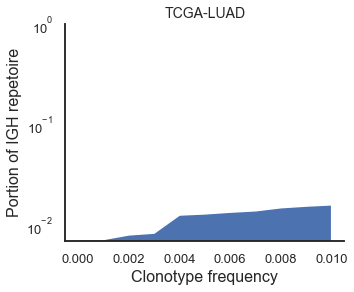 TCGA-LUAD
Portion of IGH repetoire
10^0
10^−1
10^−2
0.000 0.002 0.004 0.006 0.008 0.010
Clonotype frequency